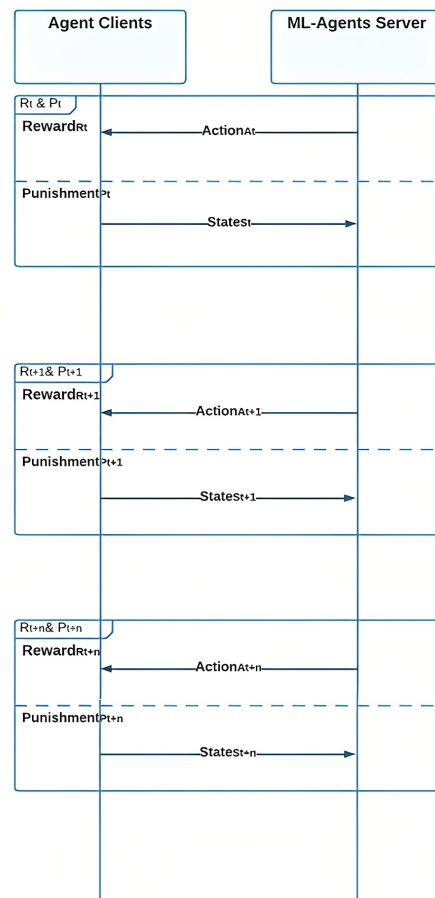 Agent Clients
ML-Agents Server
Rt & Pt
RewardRt
ActionAt
PunishmentPt
StateSt
Rt+1& Pt+1
RewardRt+1
ActionAt+1
PunishmentPt+1
StateSt+1
Rt÷n& Pt÷n
RewardRt+n
ActionAt+n
PunishmentPt+n
StateSt+n